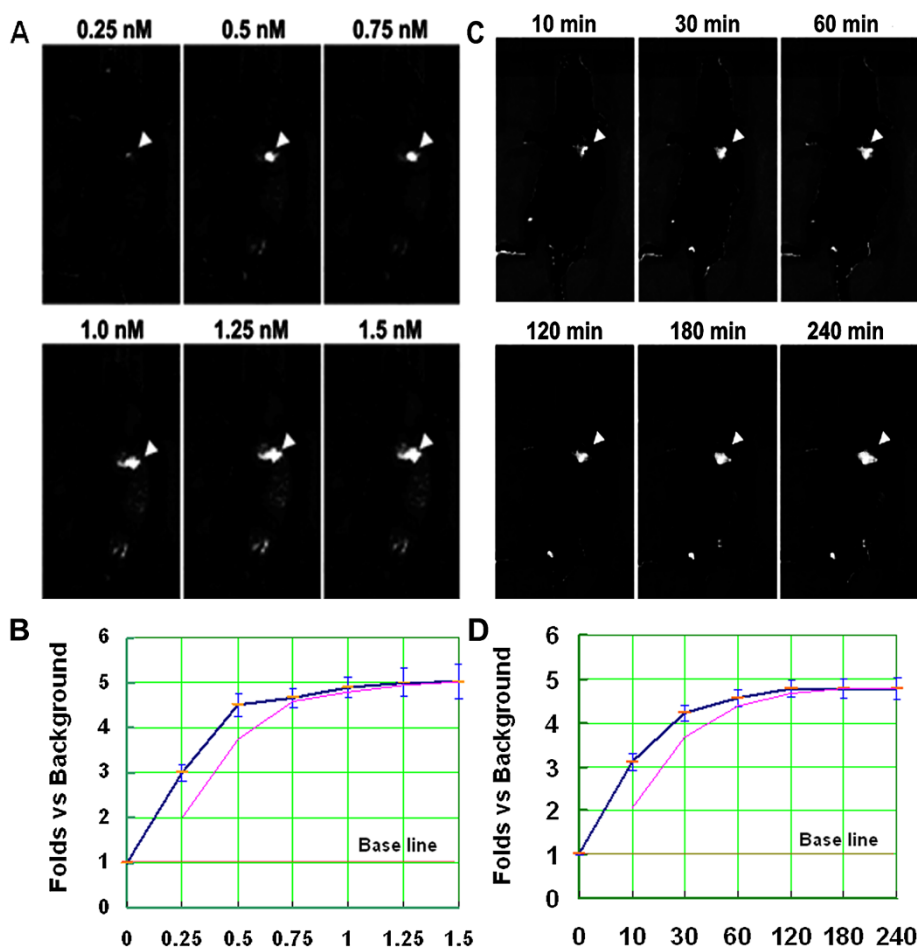 A
0.25 nM 0.5 nM 0.75 nM
1.0 nM 1.25 nM 1.5 nM
C
10 min 30 min 60 min
120 min 180 min 240 min
B
Folds vs Background
6
5
4
3
2
1
0
Base line
0 0.25 0.5 0.75 1 1.25 1.5
D
Folds vs Background
6
5
4
3
2
1
0
Base line
0 10 30 60 120 180 240